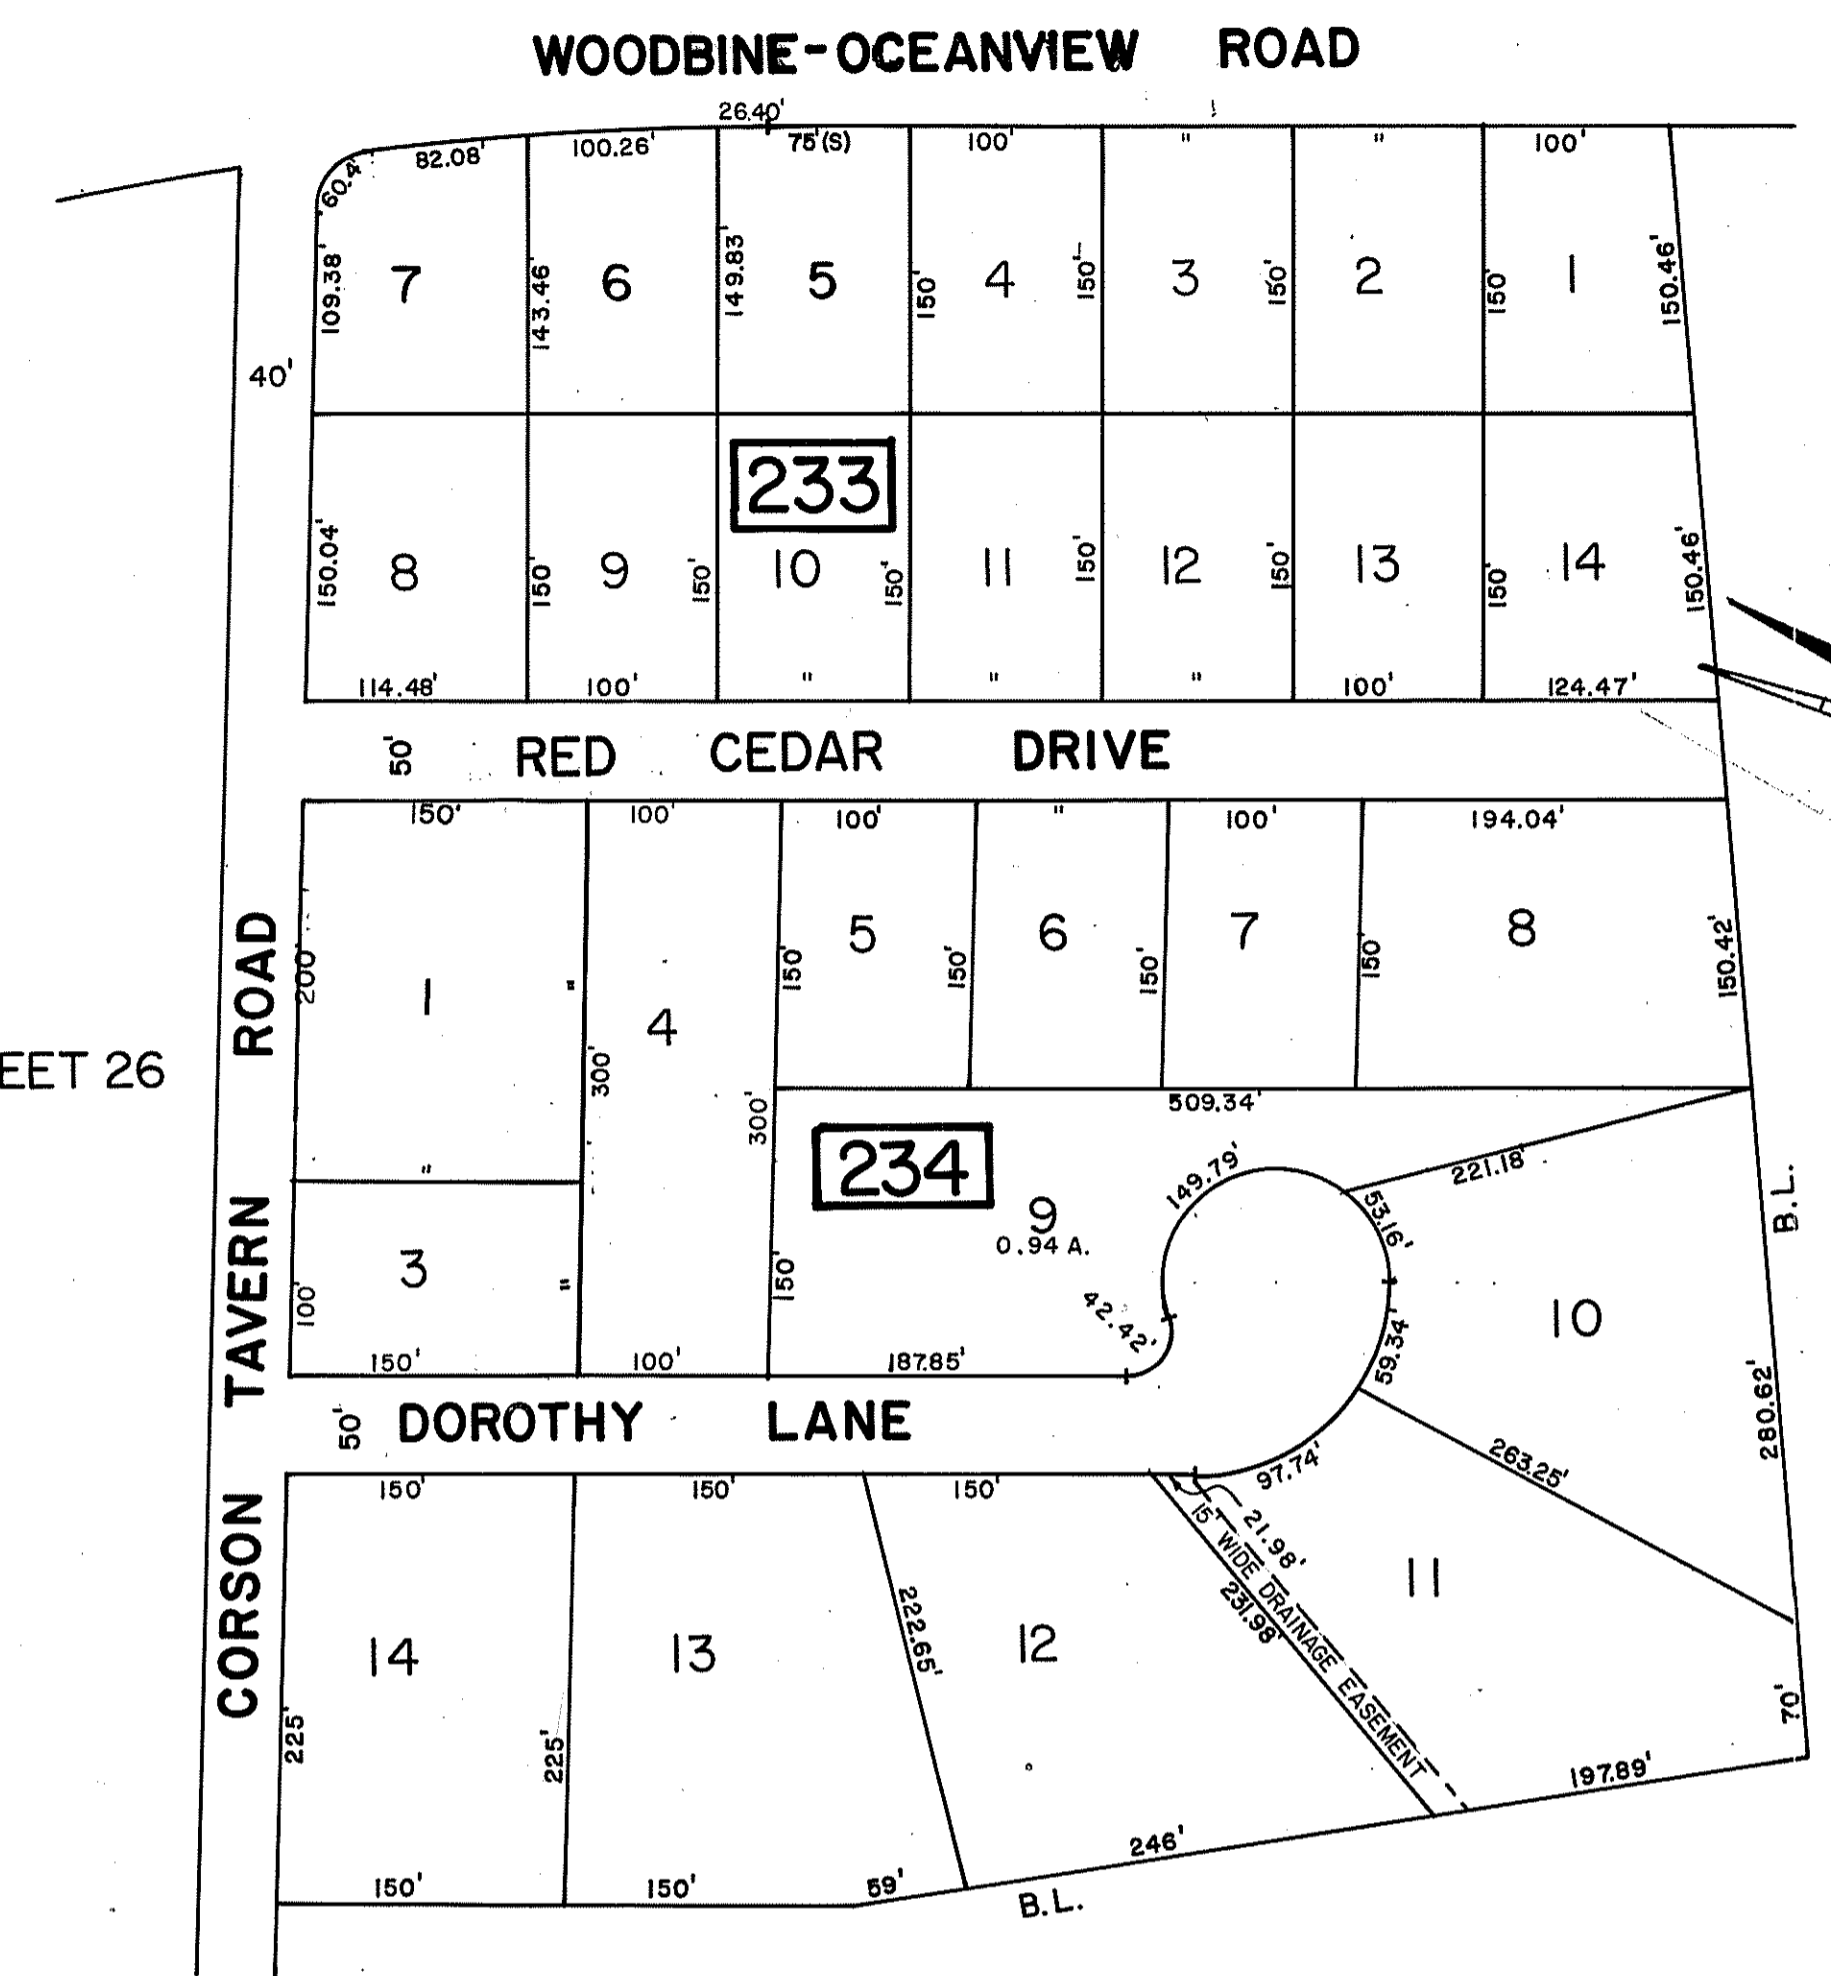 WOODBINE-OCEANVIEW ROAD
26.40'
82.08' 100.26' 75'(S) 100' " " 100'
60.4'
109.38' 7 143.46' 6 149.83' 5 150' 4 150' 3 150' 2 150' 1 150.46'
40'
233
150.04' 8 150' 9 150' 10 150' 11 150' 12 150' 13 150' 14 150.46'
114.48' 100' " " " 100' 124.47'
50' RED CEDAR DRIVE
150' 100' 100' " 100' 194.04'
200' 1 " 4 150' 5 150' 6 150' 7 150' 8 150.42'
EET 26
300' 300' 509.34'
234
" 149.79' 221.18'
53.16' B.L.
9
0.94 A.
100' 3 " 150' 42.42' 59.34' 10 280.62'
150' 100' 187.85'
50' DOROTHY LANE
CORSON TAVERN ROAD
150' 150' 150' 97.74' 263.25'
21.98'
15' WIDE DRAINAGE EASEMENT
231.98'
11
222.65'
14 13 12
225' 225' 70'
197.89'
246'
150' 150' 59'
B.L.